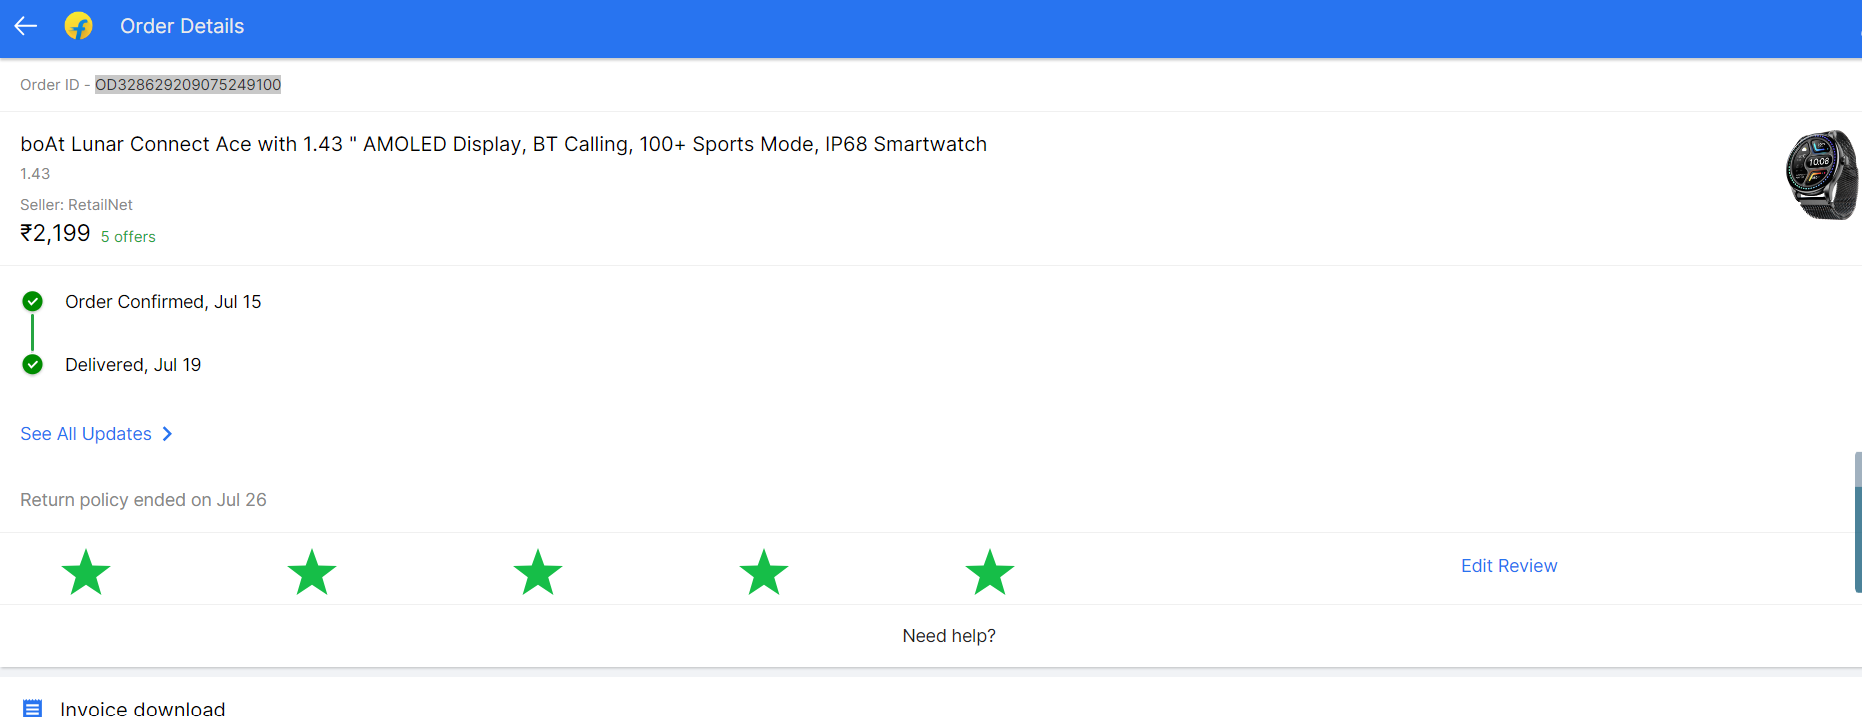 Order Details
Order ID - OD328629209075249100
boAt Lunar Connect Ace with 1.43 " AMOLED Display, BT Calling, 100+ Sports Mode, IP68 Smartwatch
1.43
Seller: RetailNet
₹2,199 5 offers
10:08
Order Confirmed, Jul 15
Delivered, Jul 19
See All Updates
Return policy ended on Jul 26
Edit Review
Need help?
Invoice download